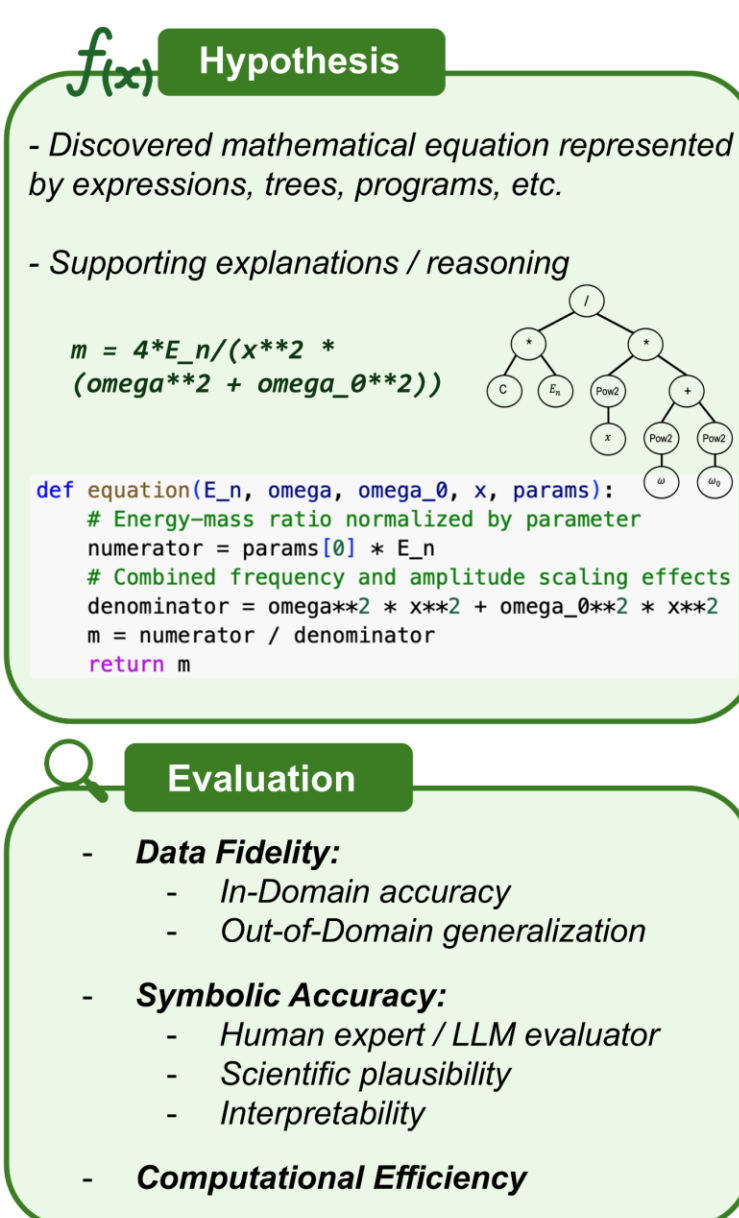 f(x) Hypothesis
- Discovered mathematical equation represented
by expressions, trees, programs, etc.
- Supporting explanations / reasoning
m = 4*E_n/(x**2 *
(omega**2 + omega_0**2))
/
* *
C E_n Pow2 +
x Pow2 Pow2
ω ω_0
def equation(E_n, omega, omega_0, x, params):
# Energy-mass ratio normalized by parameter
numerator = params[0] * E_n
# Combined frequency and amplitude scaling effects
denominator = omega**2 * x**2 + omega_0**2 * x**2
m = numerator / denominator
return m
Evaluation
- Data Fidelity:
- In-Domain accuracy
- Out-of-Domain generalization
- Symbolic Accuracy:
- Human expert / LLM evaluator
- Scientific plausibility
- Interpretability
- Computational Efficiency